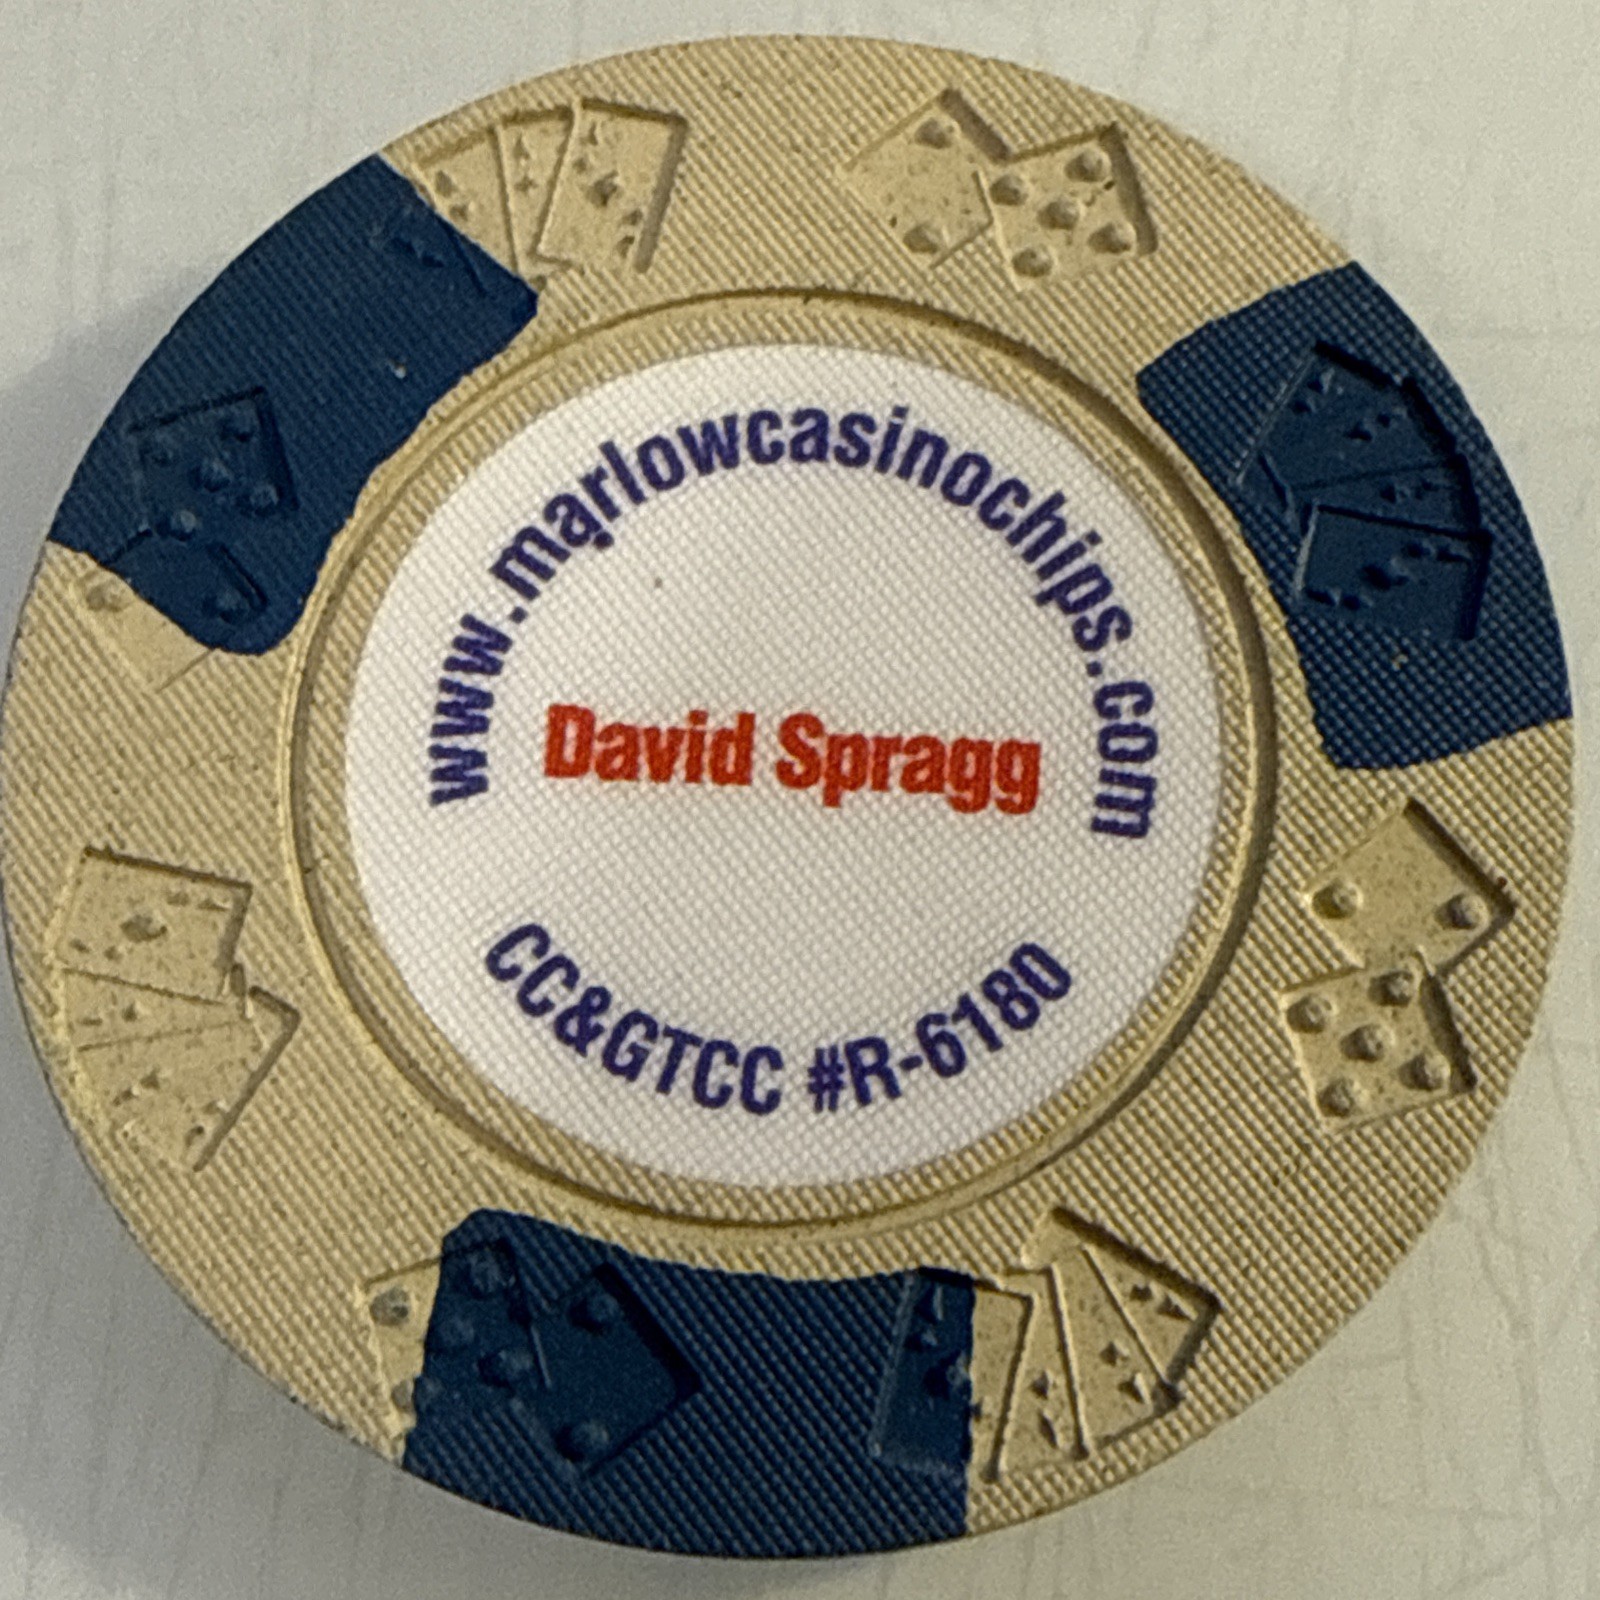 www.marlowcasinochips.com
David Spragg
CC&GTCC #R-6180